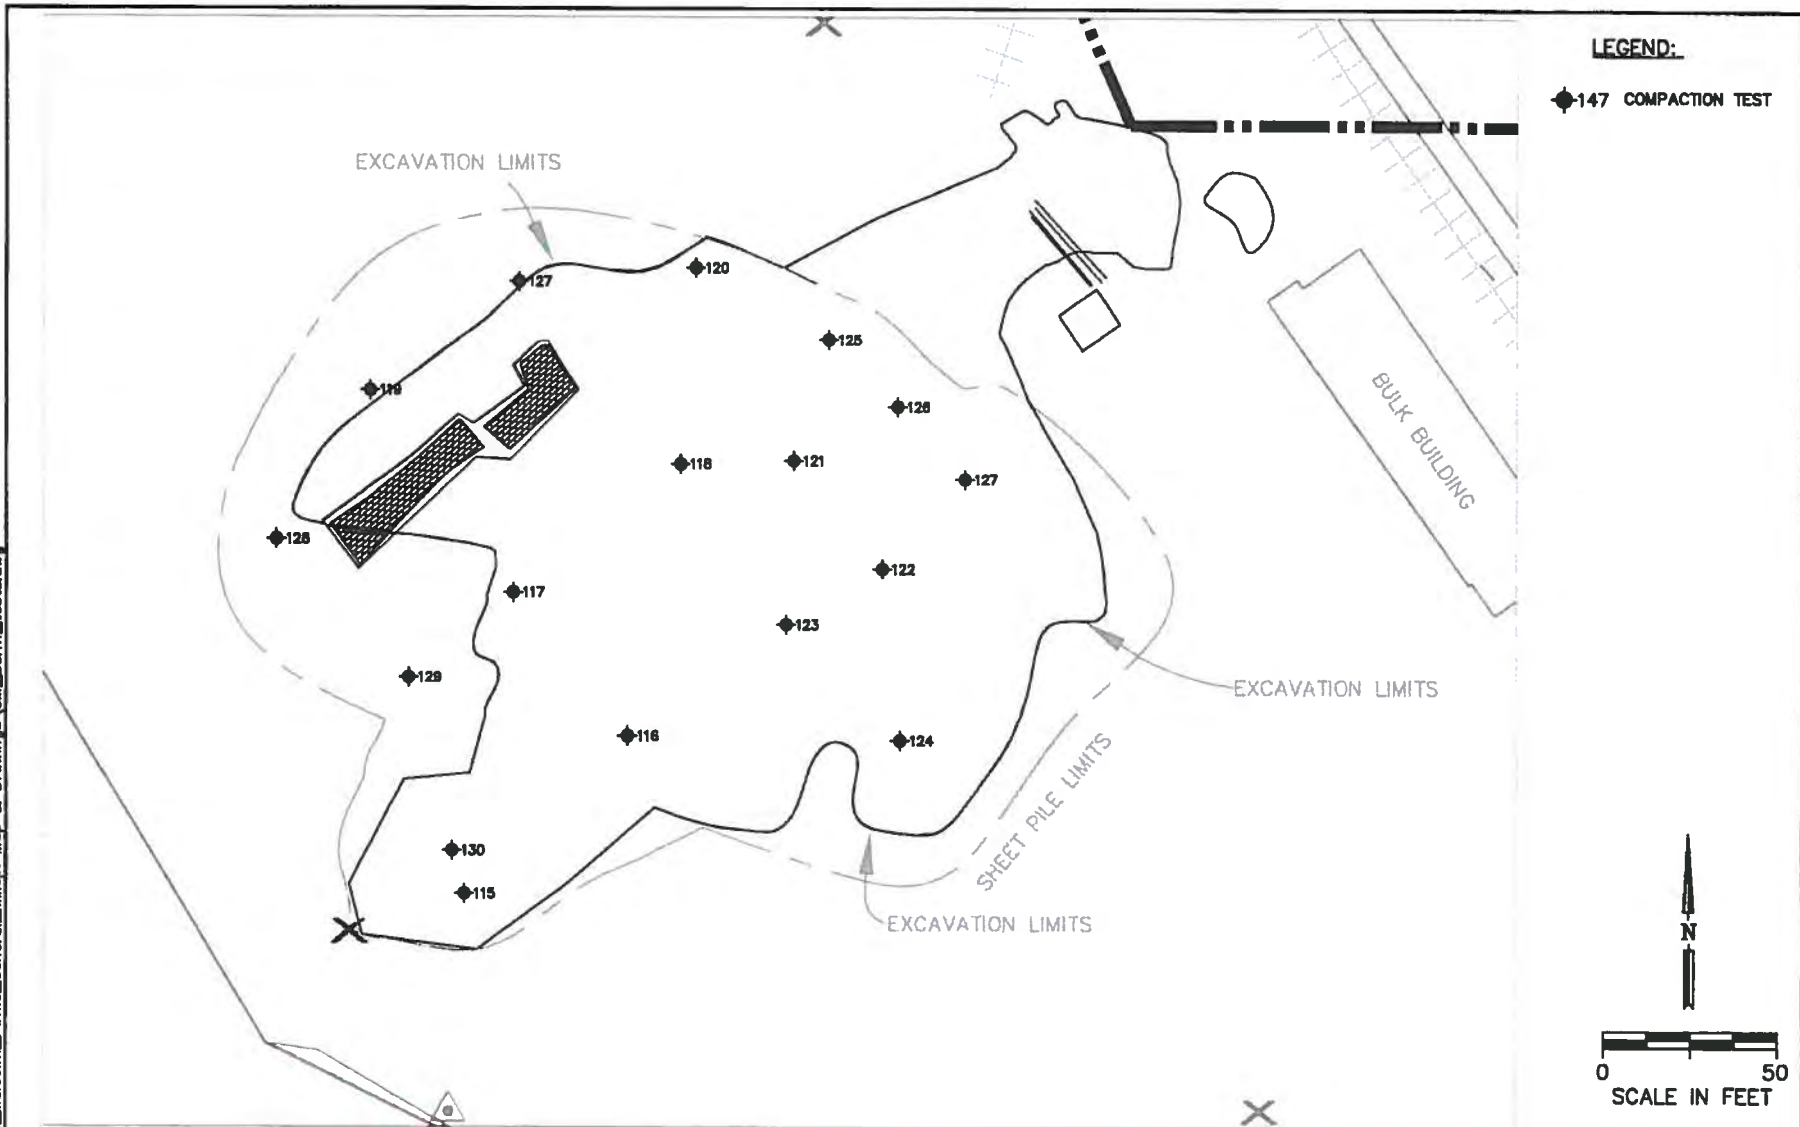 LEGEND:
147 COMPACTION TEST
EXCAVATION LIMITS
127
120
125
119
126
118
121
127
BULK BUILDING
128
122
117
123
129
EXCAVATION LIMITS
116
124
SHEET PILE LIMITS
130
115
EXCAVATION LIMITS
N
0 50
SCALE IN FEET